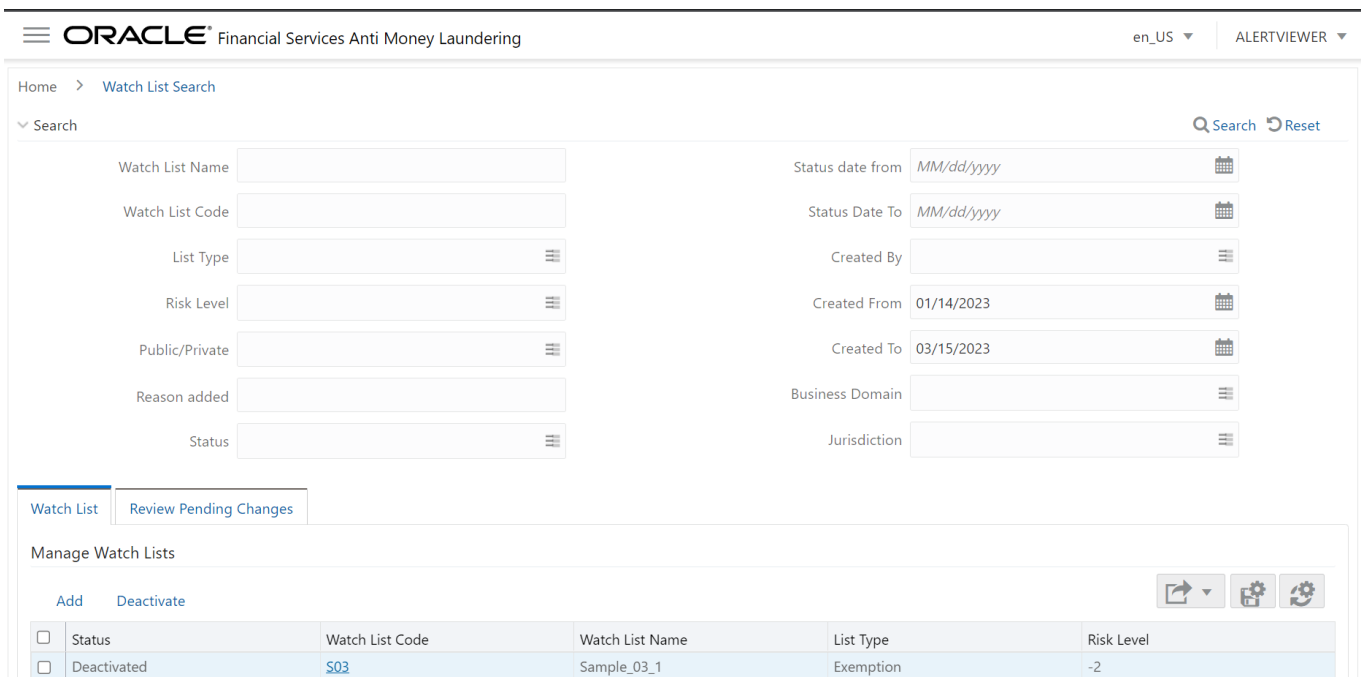 ORACLE® Financial Services Anti Money Laundering
en_US
ALERTVIEWER
Home > Watch List Search
Search
Search Reset
Watch List Name
Status date from MM/dd/yyyy
Watch List Code
Status Date To MM/dd/yyyy
List Type
Created By
Risk Level
Created From 01/14/2023
Public/Private
Created To 03/15/2023
Reason added
Business Domain
Status
Jurisdiction
Watch List
Review Pending Changes
Manage Watch Lists
Add Deactivate
Status Watch List Code Watch List Name List Type Risk Level
Deactivated S03 Sample_03_1 Exemption -2